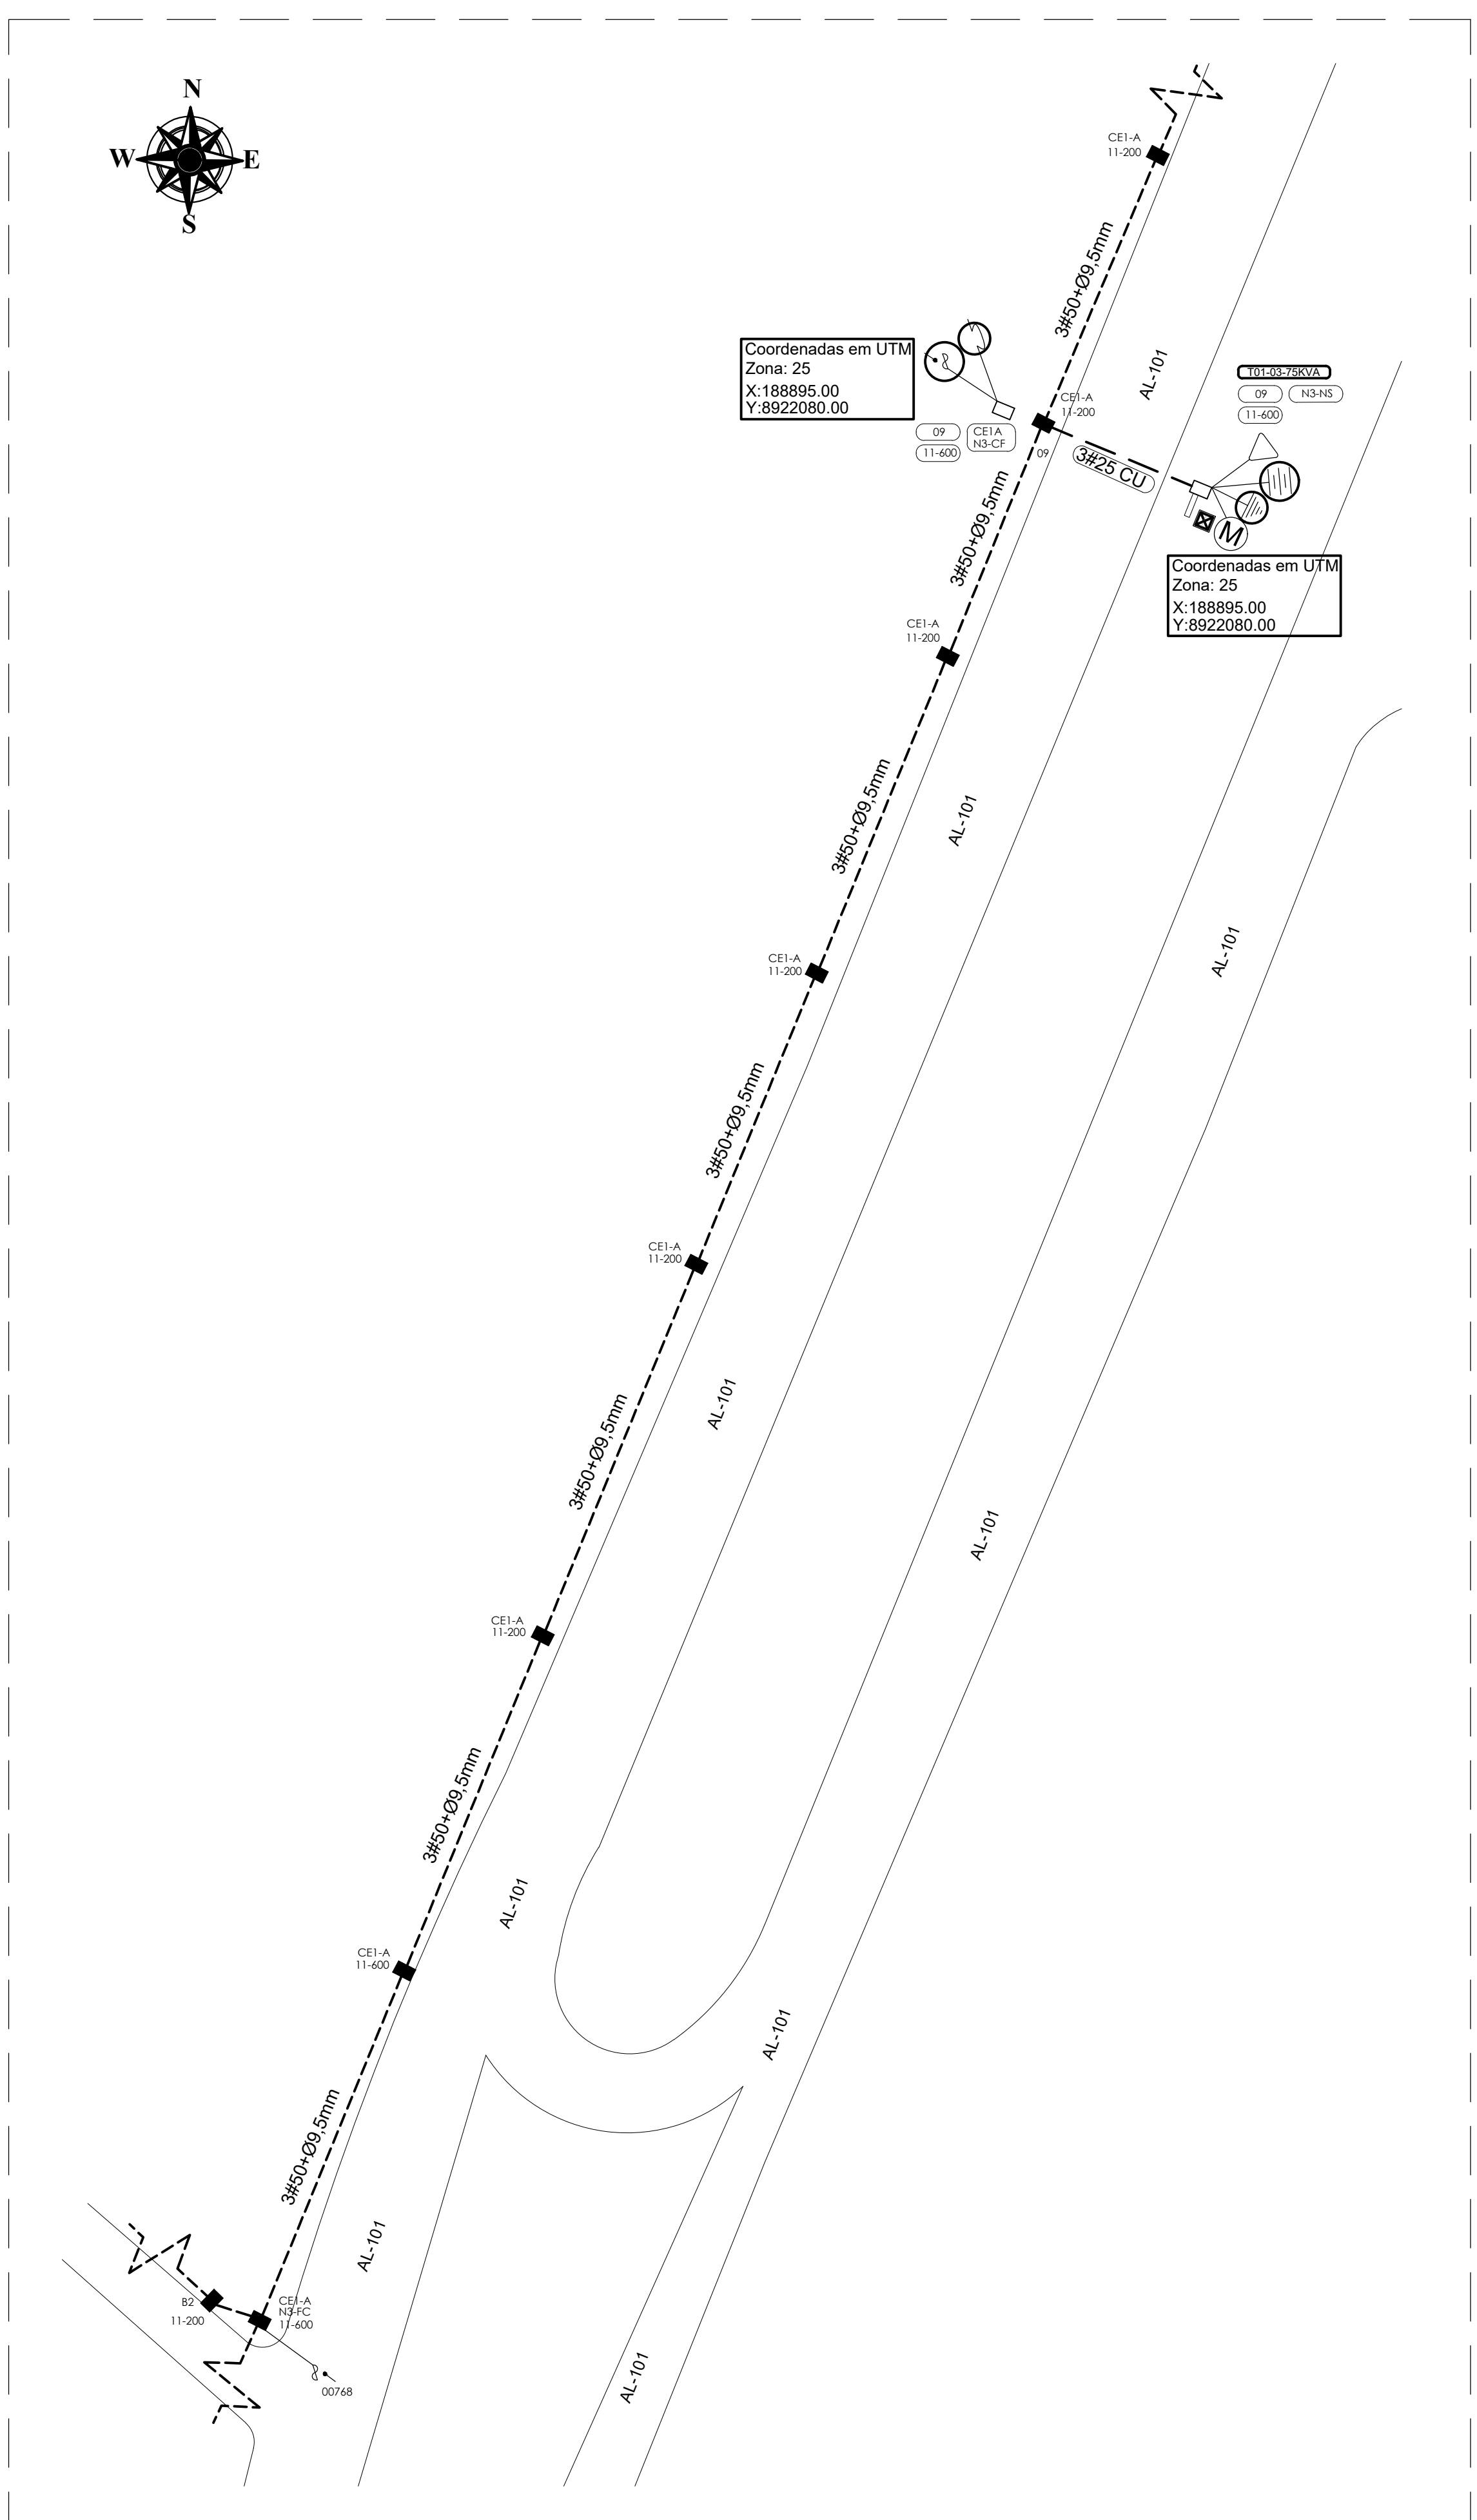 N
W
E
S
CE1-A
11-200
3#50+Ø9,5mm
Coordenadas em UTM
Zona: 25
X:188895.00
Y:8922080.00
09
11-600
CE1A
N3-CF
CE1-A
11-200
09
AL-101
T01-03-75KVA
09
N3-NS
11-600
3#25 CU
M
Coordenadas em UTM
Zona: 25
X:188895.00
Y:8922080.00
3#50+Ø9,5mm
CE1-A
11-200
3#50+Ø9,5mm
AL-101
AL-101
CE1-A
11-200
3#50+Ø9,5mm
CE1-A
11-200
AL-101
3#50+Ø9,5mm
AL-101
CE1-A
11-200
3#50+Ø9,5mm
AL-101
CE1-A
11-600
AL-101
3#50+Ø9,5mm
AL-101
B2
11-200
CE1-A
N3-FC
11-600
00768
AL-101